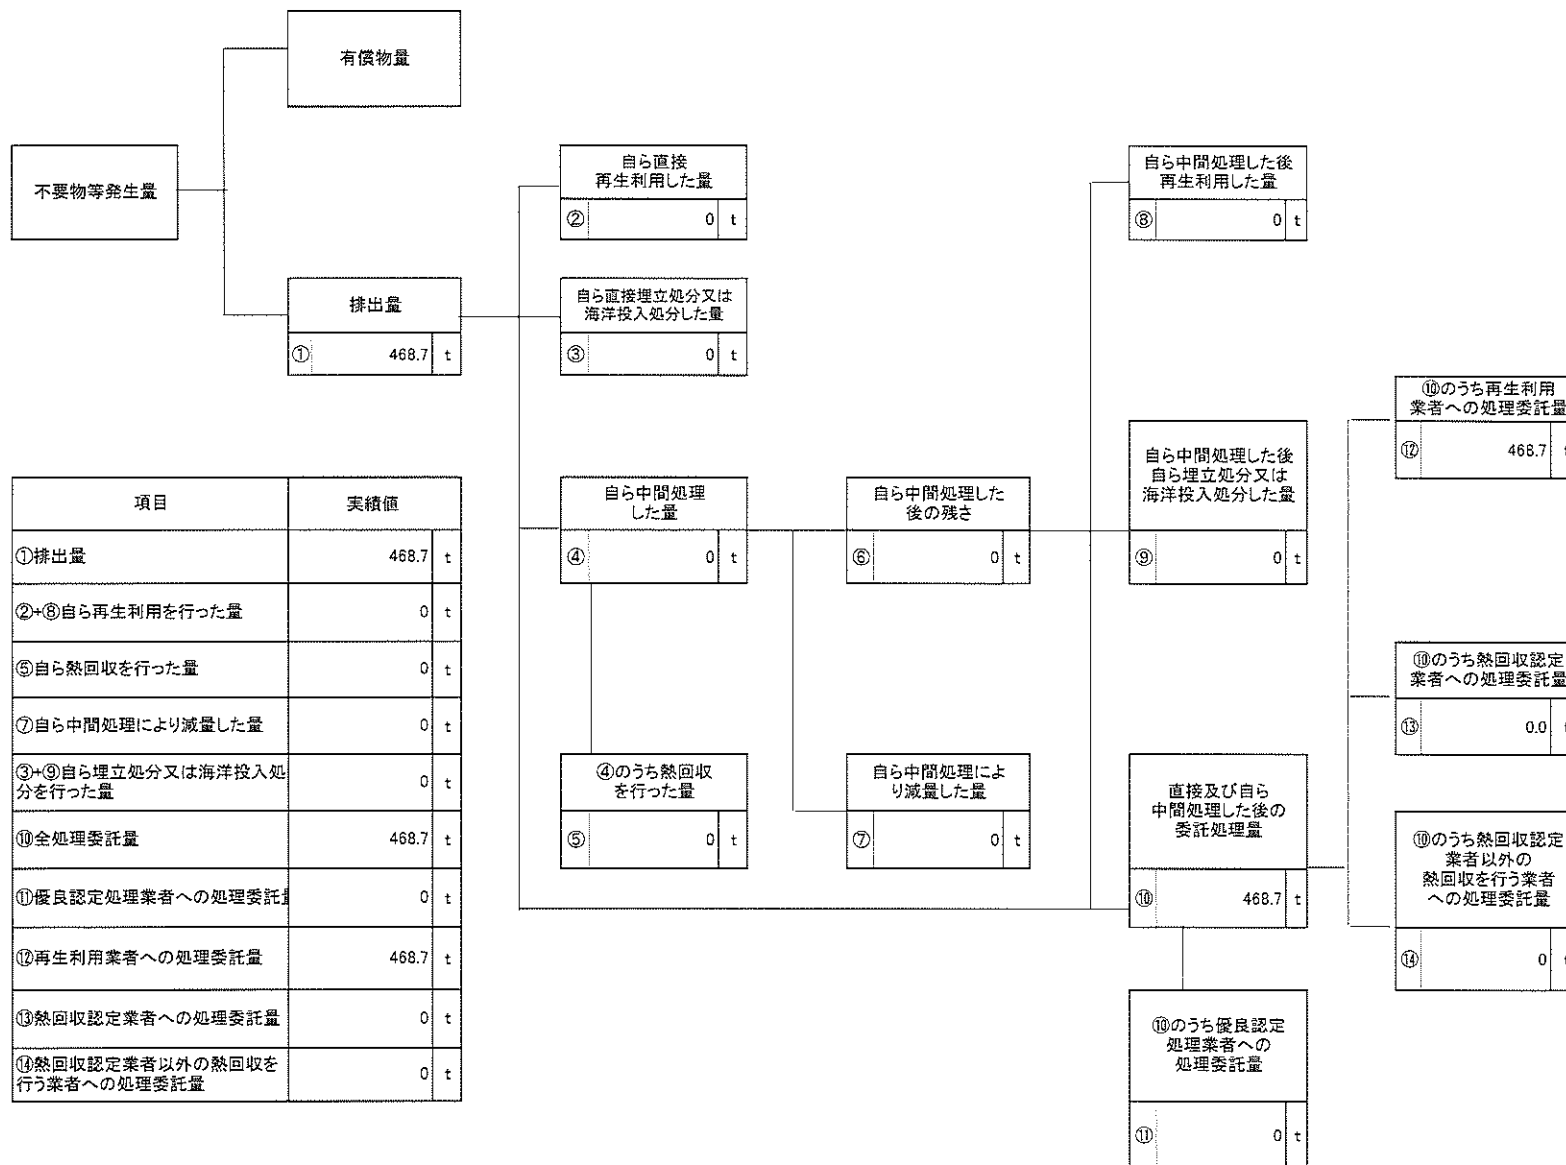 有償物量
不要物等発生量
排出量
① 468.7 t
自ら直接
再生利用した量
② 0 t
自ら直接埋立処分又は
海洋投入処分した量
③ 0 t
自ら中間処理
した量
④ 0 t
④のうち熱回収
を行った量
⑤ 0 t
自ら中間処理した
後の残さ
⑥ 0 t
自ら中間処理によ
り減量した量
⑦ 0 t
自ら中間処理した後
再生利用した量
⑧ 0 t
自ら中間処理した後
自ら埋立処分又は
海洋投入処分した量
⑨ 0 t
直接及び自ら
中間処理した後の
委託処理量
⑩ 468.7 t
⑩のうち優良認定
処理業者への
処理委託量
⑪ 0 t
⑩のうち再生利用
業者への処理委託量
⑫ 468.7 t
⑩のうち熱回収認定
業者への処理委託量
⑬ 0.0 t
⑩のうち熱回収認定
業者以外の
熱回収を行う業者
への処理委託量
⑭ 0 t
項目 実績値
①排出量 468.7 t
②+⑧自ら再生利用を行った量 0 t
⑤自ら熱回収を行った量 0 t
⑦自ら中間処理により減量した量 0 t
③+⑨自ら埋立処分又は海洋投入処
分を行った量 0 t
⑩全処理委託量 468.7 t
⑪優良認定処理業者への処理委託量 0 t
⑫再生利用業者への処理委託量 468.7 t
⑬熱回収認定業者への処理委託量 0 t
⑭熱回収認定業者以外の熱回収を
行う業者への処理委託量 0 t